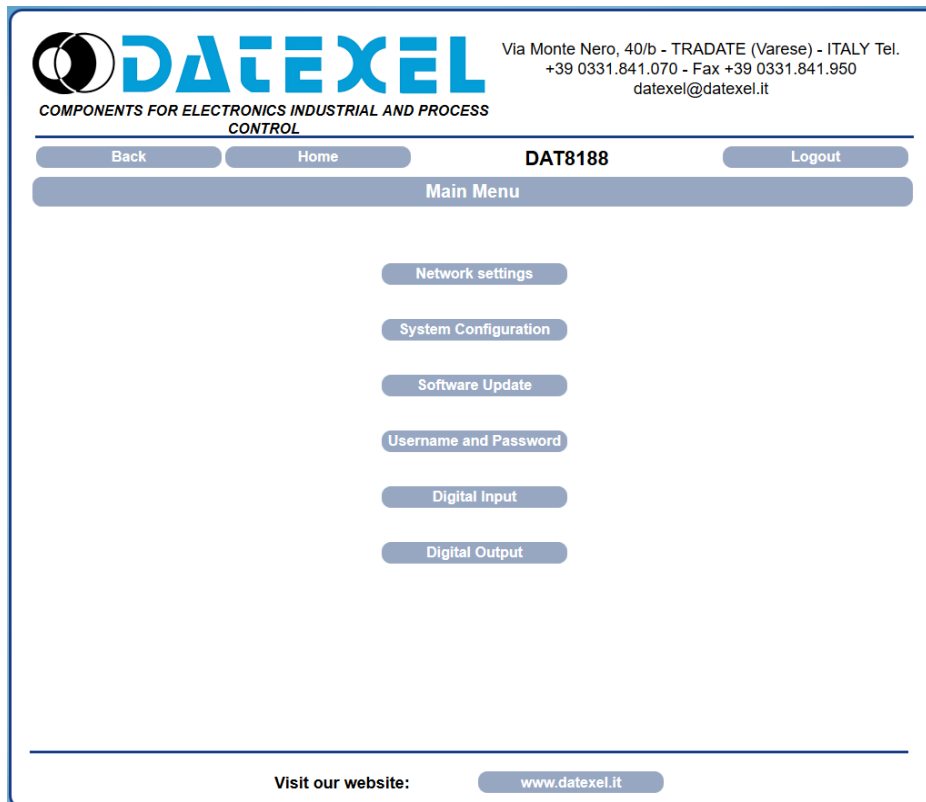 DATEXEL
COMPONENTS FOR ELECTRONICS INDUSTRIAL AND PROCESS
CONTROL
Via Monte Nero, 40/b - TRADATE (Varese) - ITALY Tel.
+39 0331.841.070 - Fax +39 0331.841.950
datexel@datexel.it
Back
Home
DAT8188
Logout
Main Menu
Network settings
System Configuration
Software Update
Username and Password
Digital Input
Digital Output
Visit our website:
www.datexel.it